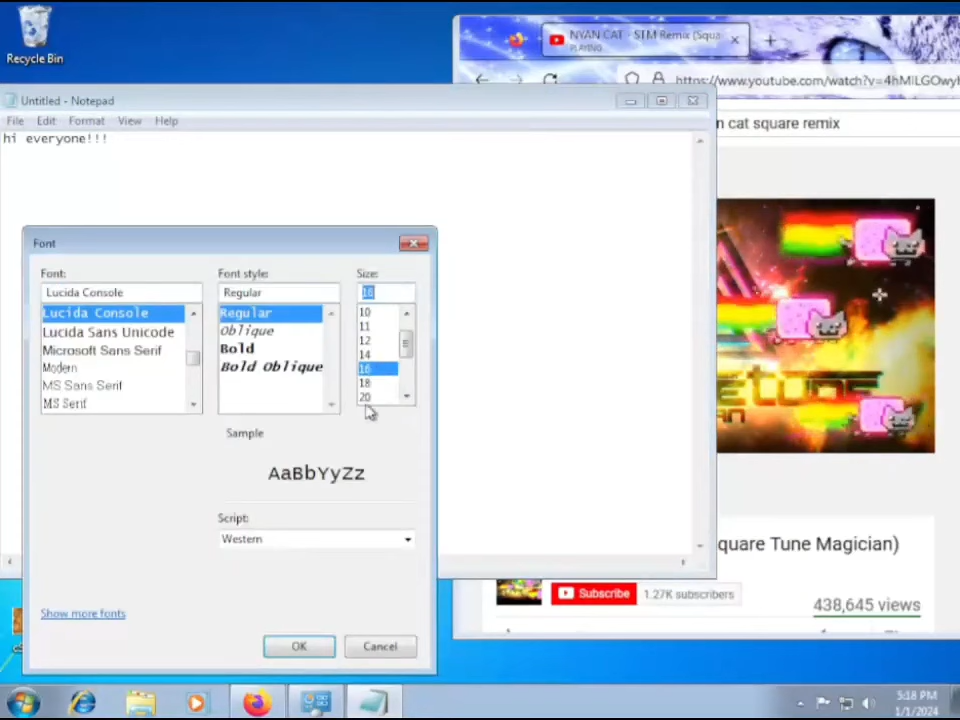 Recycle Bin
NYAN CAT - STM Remix (Squa
PLAYING
https://www.youtube.com/watch?v=4hMILGOwyh
Untitled - Notepad
File Edit Format View Help
hi everyone!!!
n cat square remix
Font
Font:
Font style:
Size:
Lucida Console
Regular
16
Lucida Console
Lucida Sans Unicode
Microsoft Sans Serif
Modern
MS Sans Serif
MS Serif
Regular
Oblique
Bold
Bold Oblique
10
11
12
14
16
18
20
Sample
AaBbYyZz
Script:
Western
Show more fonts
OK
Cancel
quare Tune Magician)
Subscribe
1.27K subscribers
438,645 views
5:18 PM
1/1/2024